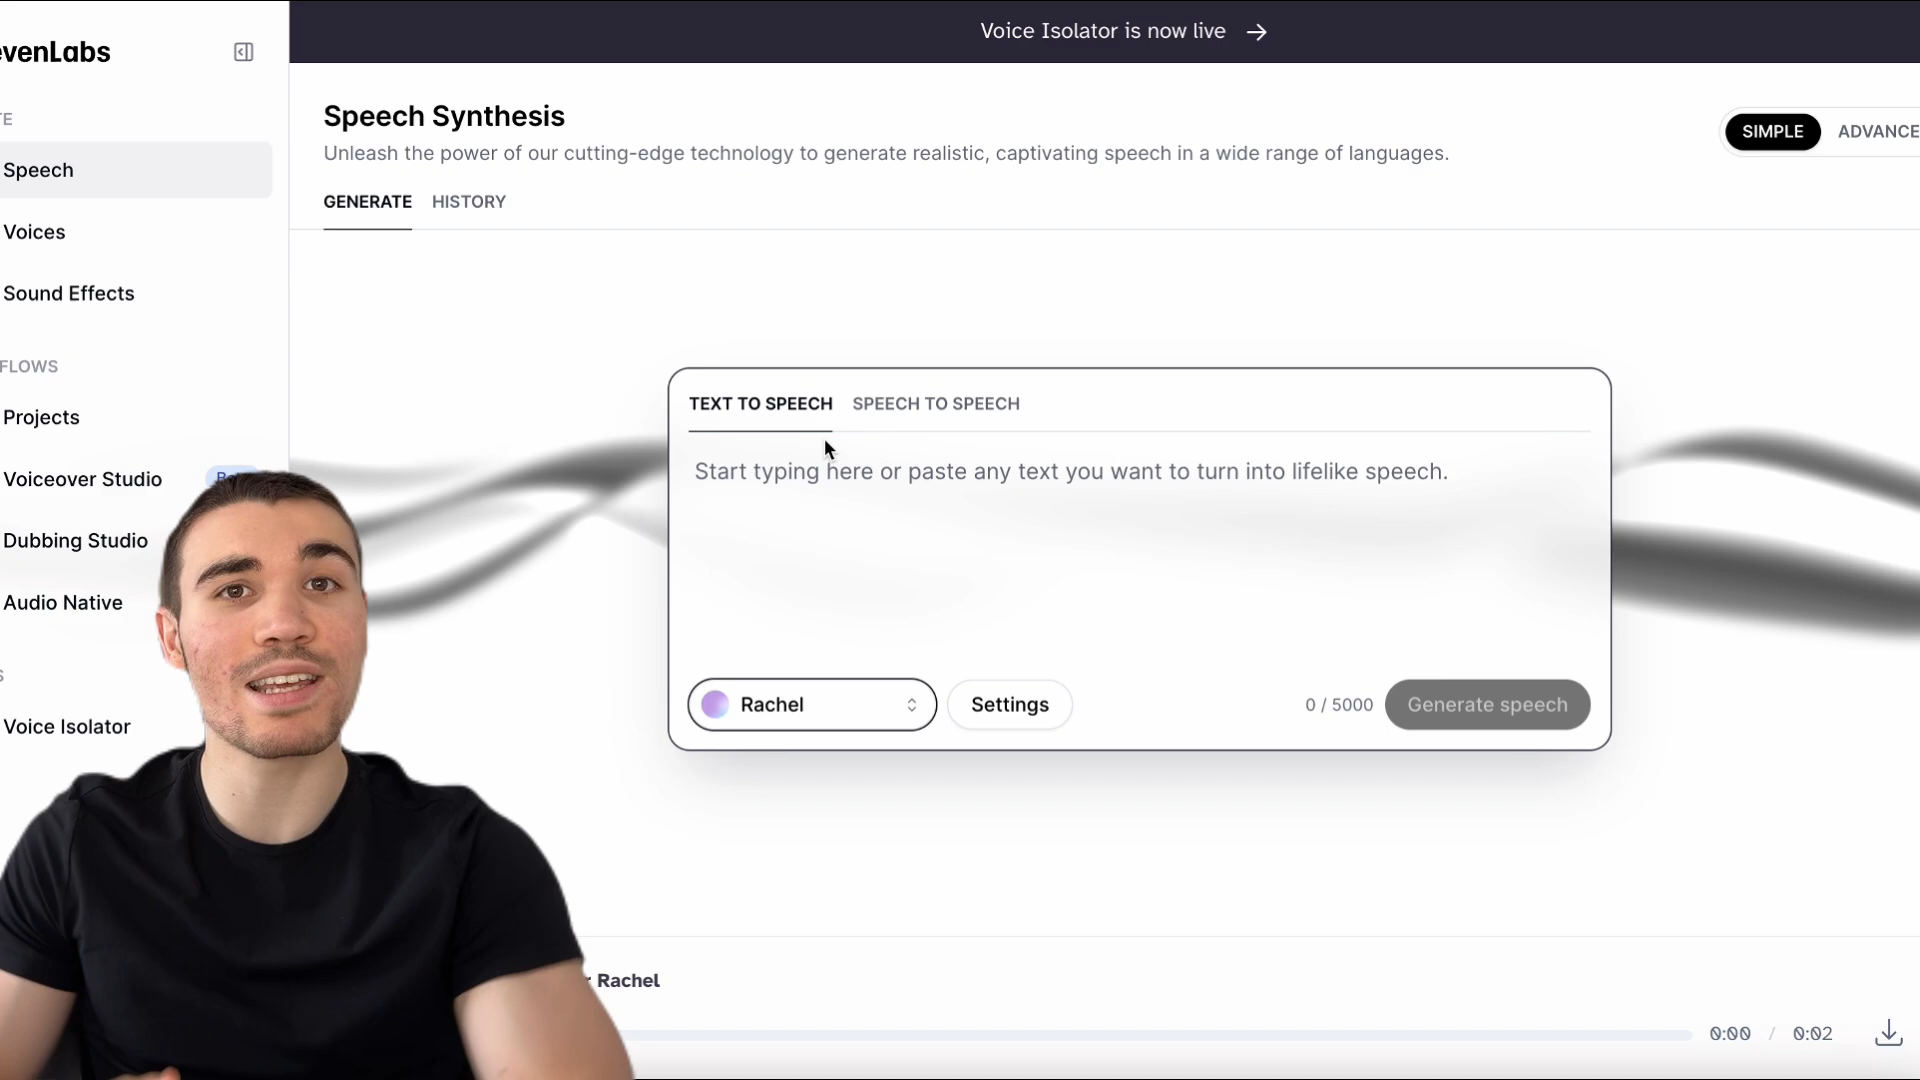 evenLabs
Voice Isolator is now live →
Speech Synthesis
Unleash the power of our cutting-edge technology to generate realistic, captivating speech in a wide range of languages.
SIMPLE
ADVANCE
GENERATE
HISTORY
TE
Speech
Voices
Sound Effects
FLOWS
Projects
Voiceover Studio
Dubbing Studio
Audio Native
S
Voice Isolator
TEXT TO SPEECH
SPEECH TO SPEECH
Start typing here or paste any text you want to turn into lifelike speech.
Rachel
Settings
0 / 5000
Generate speech
Rachel
0:00 / 0:02